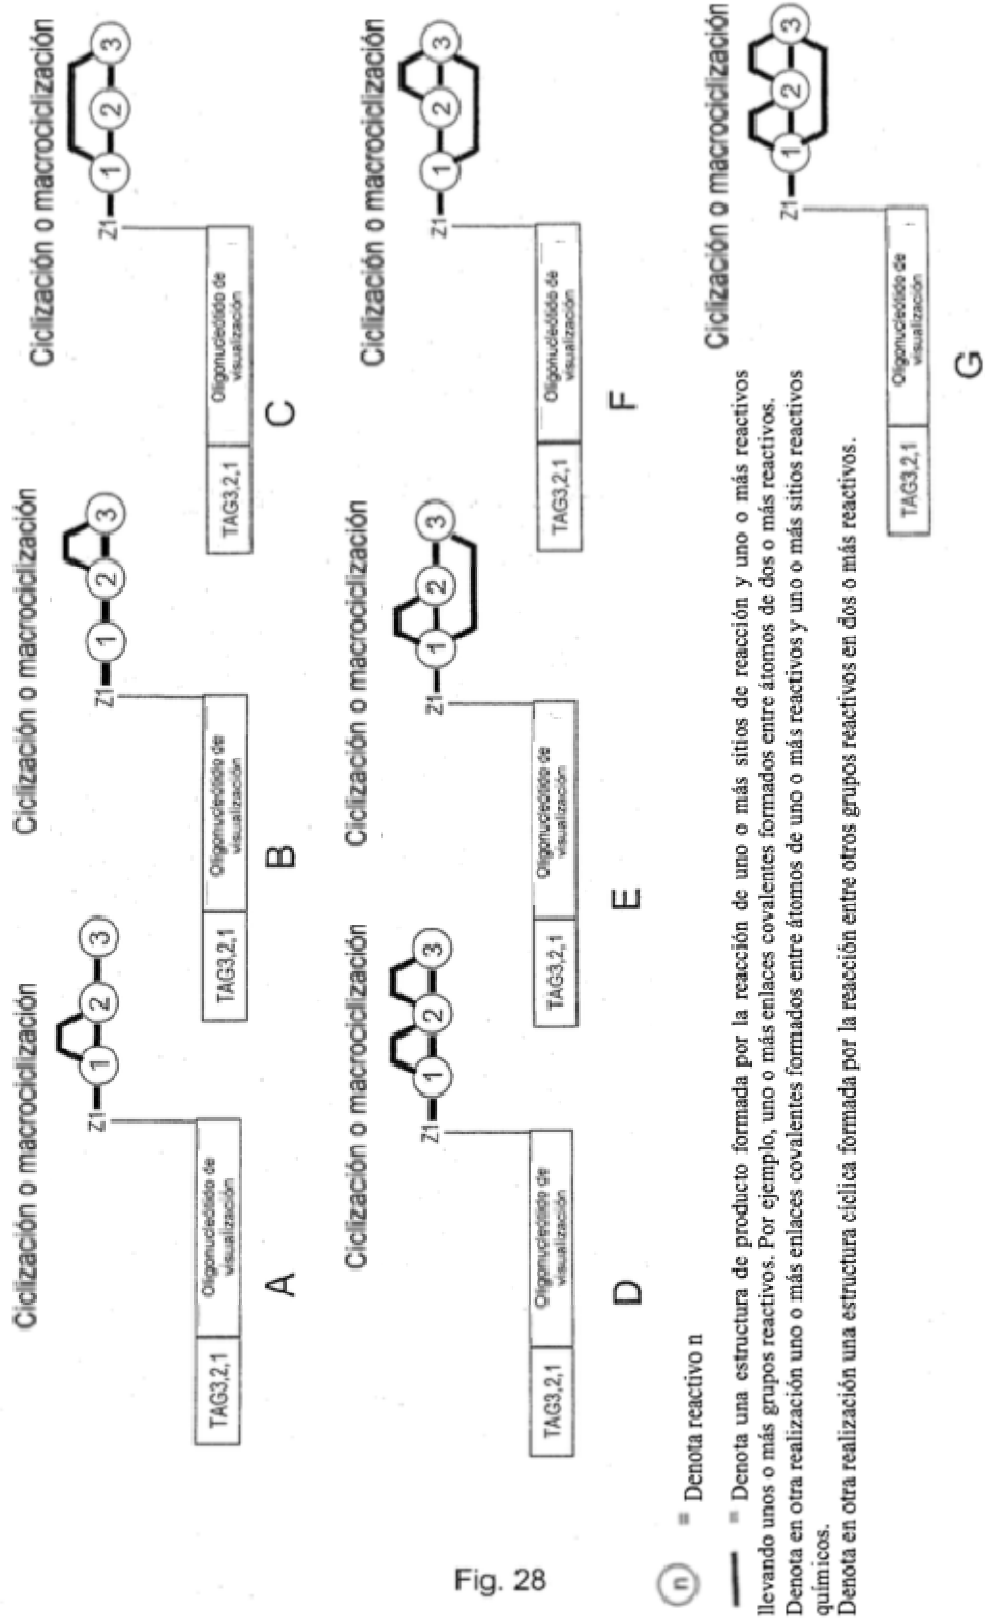 Ciclización o macrociclización
Z1
1
2
3
TAG3,2,1
Oligonucleótido de
visualización
A
Ciclización o macrociclización
Z1
1
2
3
TAG3,2,1
Oligonucleótido de
visualización
B
Ciclización o macrociclización
Z1
1
2
3
TAG3,2,1
Oligonucleótido de
visualización
C
Ciclización o macrociclización
Z1
1
2
3
TAG3,2,1
Oligonucleótido de
visualización
D
Ciclización o macrociclización
Z1
1
2
3
TAG3,2,1
Oligonucleótido de
visualización
E
Ciclización o macrociclización
Z1
1
2
3
TAG3,2,1
Oligonucleótido de
visualización
F
n = Denota reactivo n
= Denota una estructura de producto formada por la reacción de uno o más sitios de reacción y uno o más reactivos
llevando unos o más grupos reactivos. Por ejemplo, uno o más enlaces covalentes formados entre átomos de dos o más reactivos.
Denota en otra realización uno o más enlaces covalentes formados entre átomos de uno o más reactivos y uno o más sitios reactivos
químicos.
Denota en otra realización una estructura cíclica formada por la reacción entre otros grupos reactivos en dos o más reactivos.
Ciclización o macrociclización
Z1
1
2
3
TAG3,2,1
Oligonucleótido de
visualización
G
Fig. 28